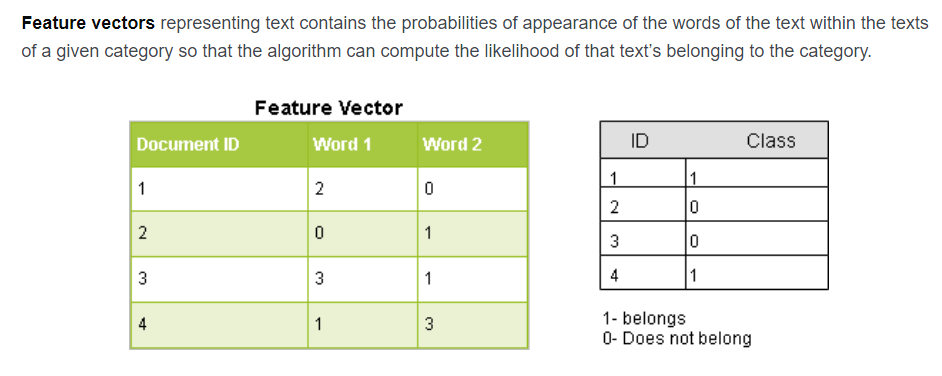 Feature vectors representing text contains the probabilities of appearance of the words of the text within the texts
of a given category so that the algorithm can compute the likelihood of that text's belonging to the category.
Feature Vector
Document ID Word 1 Word 2
1 2 0
2 0 1
3 3 1
4 1 3
ID Class
1 1
2 0
3 0
4 1
1- belongs
0- Does not belong